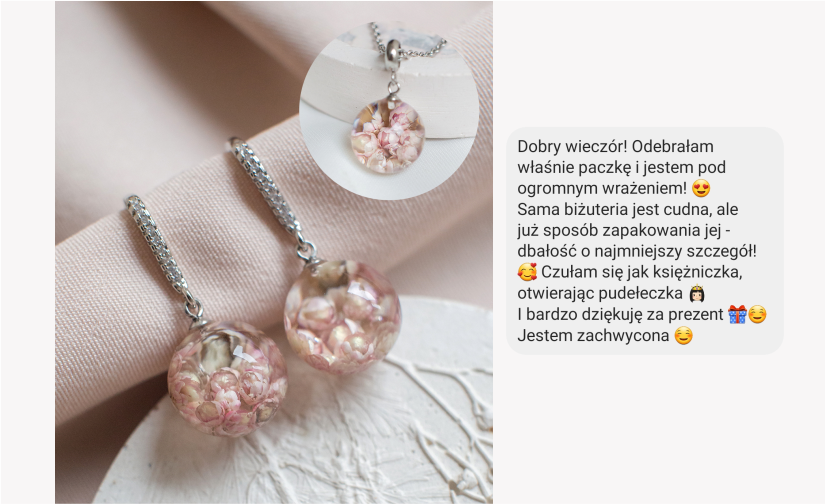 Dobry wieczór! Odebrałam
właśnie paczkę i jestem pod
ogromnym wrażeniem! 😍
Sama biżuteria jest cudna, ale
już sposób zapakowania jej -
dbałość o najmniejszy szczegół!
🥰 Czułam się jak księżniczka,
otwierając pudełeczka 👸🏻
I bardzo dziękuję za prezent 🎁☺️
Jestem zachwycona ☺️